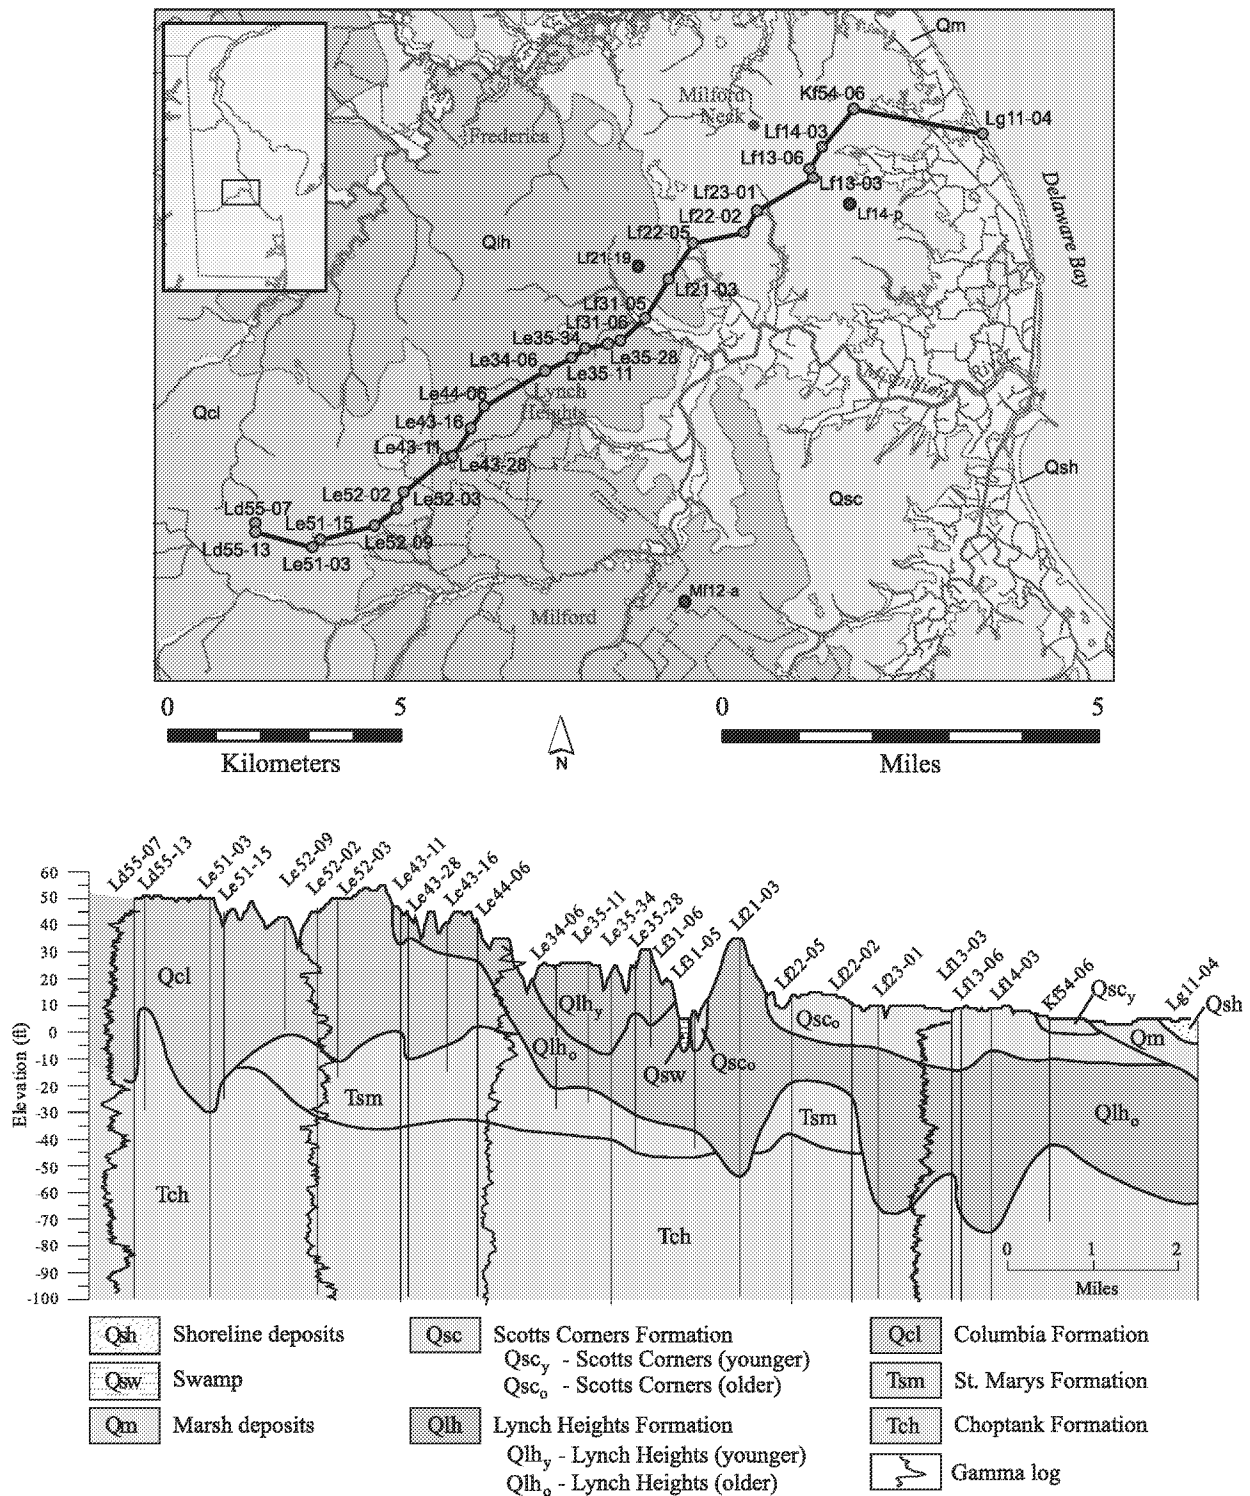 Qm
Kf54-06
Milford
Neck
Lg11-04
Lf14-03
Frederica
Lf13-06
Lf13-03
Lf23-01
Lf14-p
Delaware Bay
Lf22-02
Lf22-05
Qlh
Lf21-19
Lf21-03
Lf31-05
Lf31-06
Le35-34
Le35-28
Le34-06
Le35-11
Mispillion River
Le44-06
Lynch
Heights
Qcl
Le43-16
Le43-11
Le43-28
Qsh
Le52-02
Le52-03
Qsc
Ld55-07
Le51-15
Ld55-13
Le52-09
Le51-03
Mf12-a
Milford
0 5 0 5
Kilometers N Miles
Ld55-07 Ld55-13 Le51-03 Le51-15 Le52-09 Le52-02 Le52-03 Le43-11 Le43-28 Le43-16 Le44-06 Le34-06 Le35-11 Le35-34 Le35-28 Lf31-06 Lf31-05 Lf21-03 Lf22-05 Lf22-02 Lf23-01 Lf13-03 Lf13-06 Lf14-03 Kf54-06 Lg11-04
Elevation (ft)
60
50
40
30
20
10
0
-10
-20
-30
-40
-50
-60
-70
-80
-90
-100
Qcl
Qlhy
Qlho
Qsw
Qsco
Qsco
Qscy
Qm
Qsh
Tsm
Tsm
Qlho
Tch
Tch
0 1 2
Miles
Qsh Shoreline deposits
Qsw Swamp
Qm Marsh deposits
Qsc Scotts Corners Formation
Qscy - Scotts Corners (younger)
Qsco - Scotts Corners (older)
Qlh Lynch Heights Formation
Qlhy - Lynch Heights (younger)
Qlho - Lynch Heights (older)
Qcl Columbia Formation
Tsm St. Marys Formation
Tch Choptank Formation
Gamma log